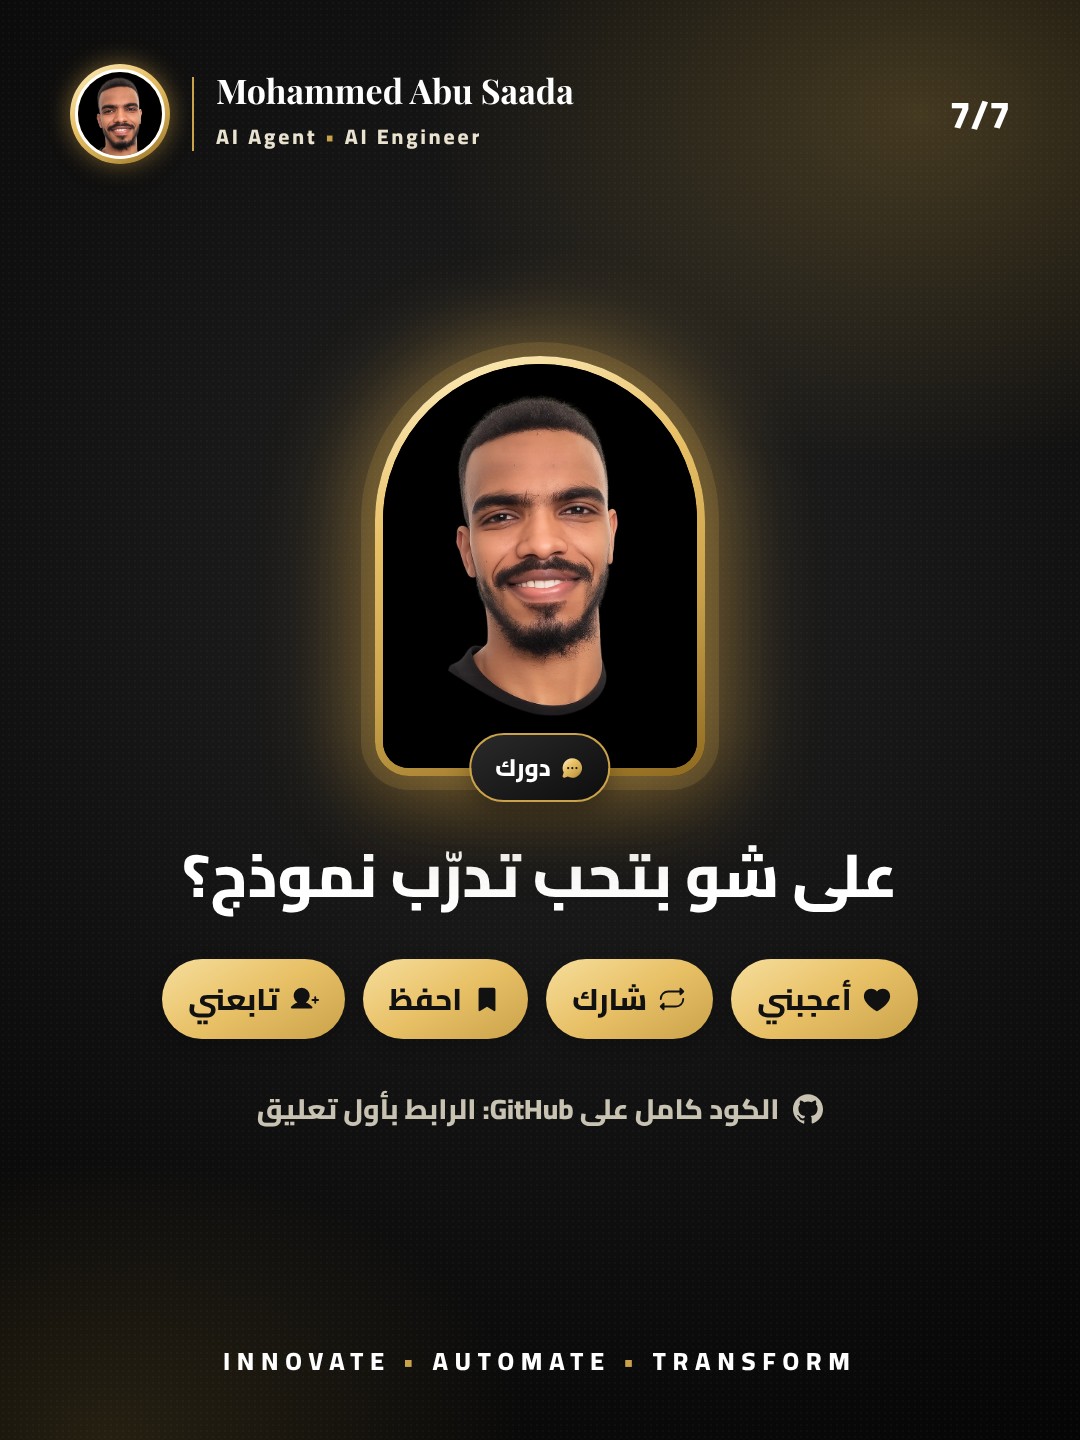 Mohammed Abu Saada
AI Agent ▪ AI Engineer
7/7
دورك
على شو بتحب تدرّب نموذج؟
أعجبني
شارك
احفظ
تابعني
الكود كامل على GitHub: الرابط بأول تعليق
INNOVATE ▪ AUTOMATE ▪ TRANSFORM